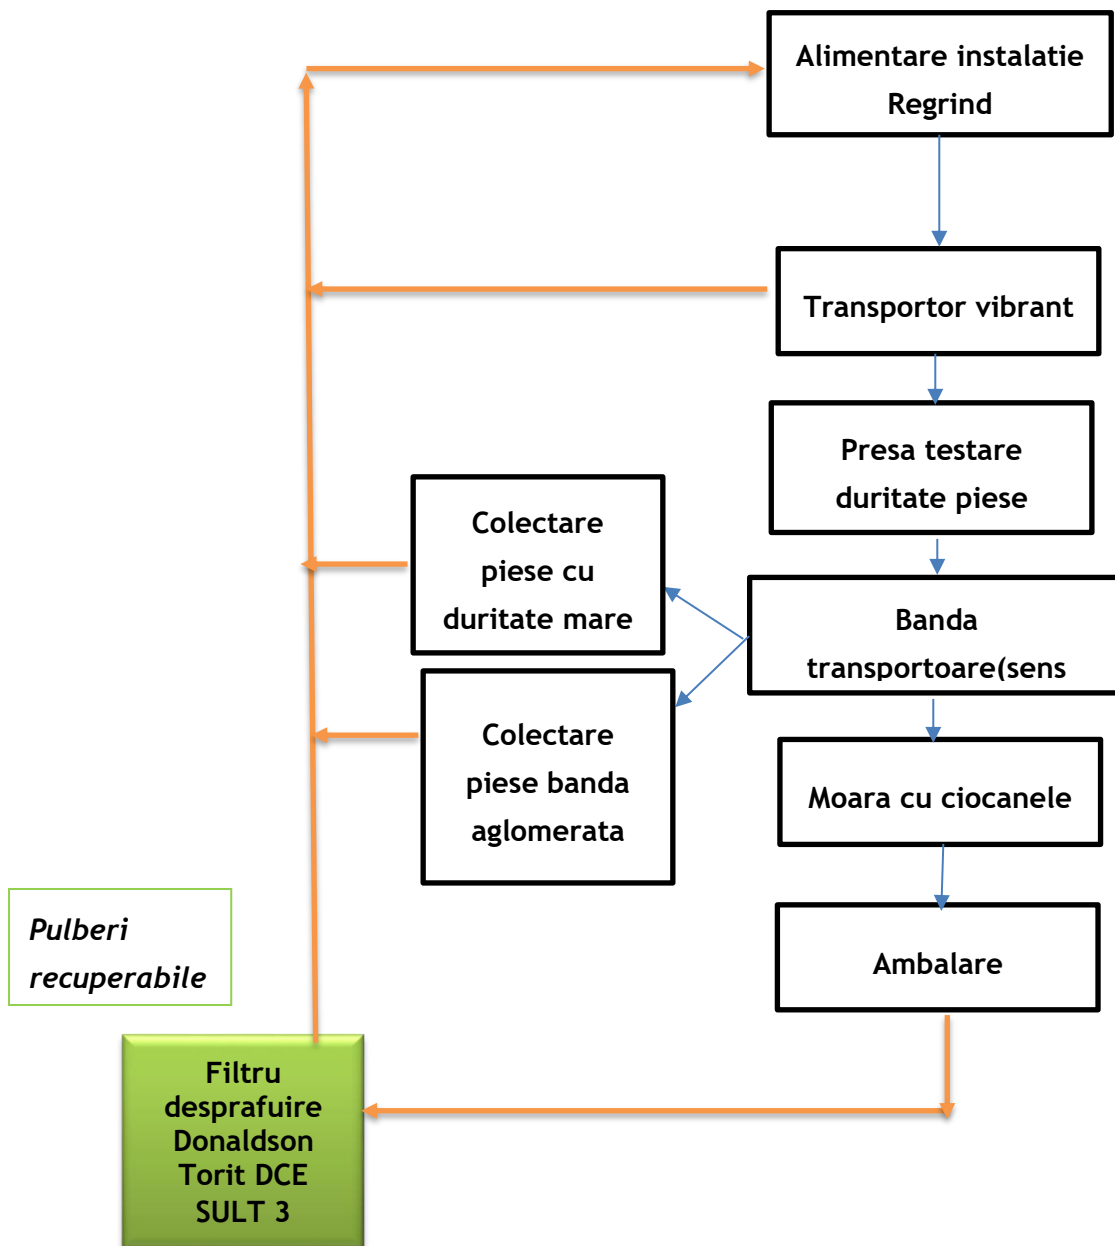 Alimentare instalatie
Regrind
Transportor vibrant
Presa testare
duritate piese
Colectare
piese cu
duritate mare
Banda
transportoare(sens
Colectare
piese banda
aglomerata
Moara cu ciocanele
Pulberi
recuperabile
Ambalare
Filtru
desprafuire
Donaldson
Torit DCE
SULT 3